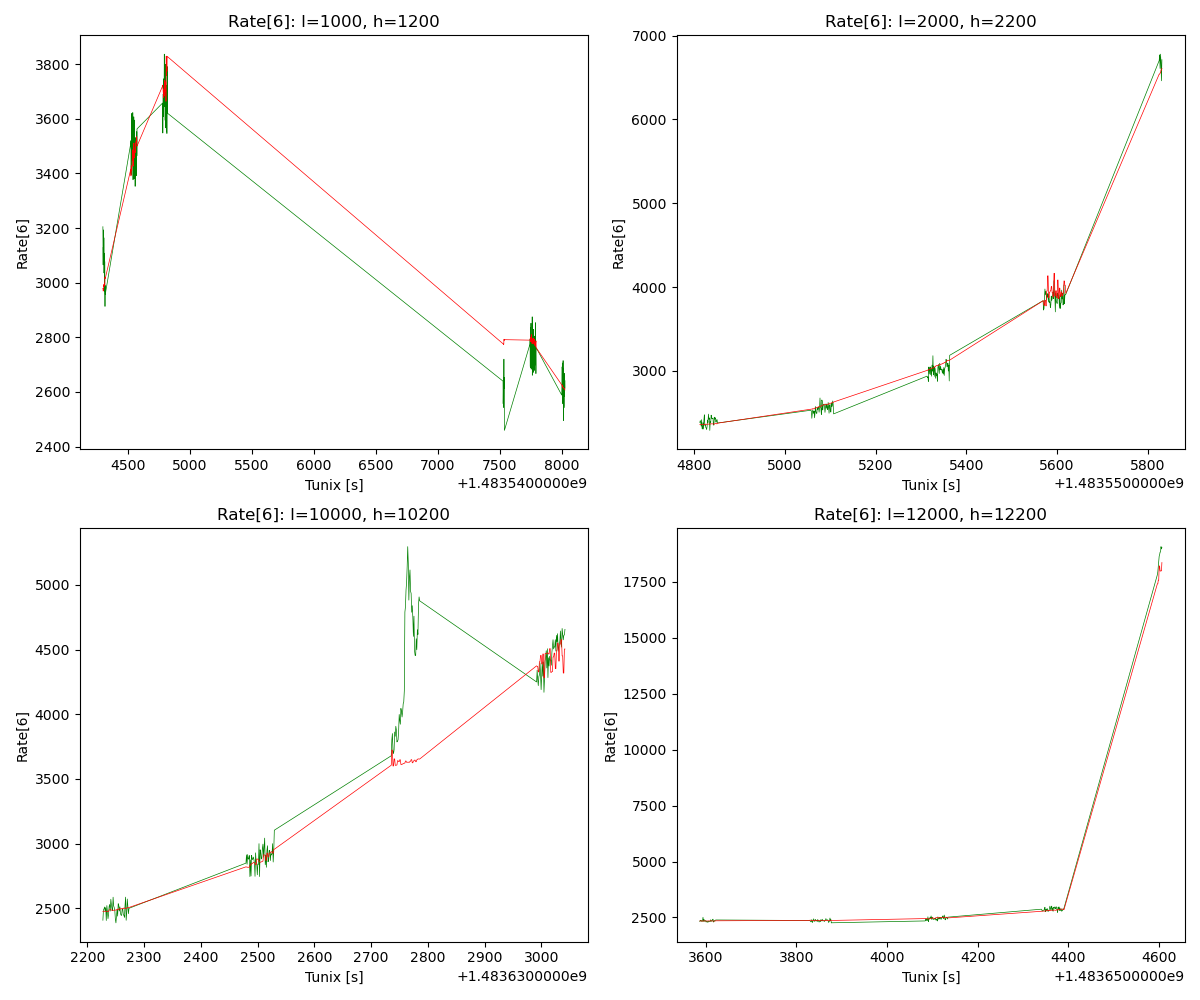 Rate[6]: l=1000, h=1200
Rate[6]
3800
3600
3400
3200
3000
2800
2600
2400
4500 5000 5500 6000 6500 7000 7500 8000
Tunix [s]
+1.4835400000e9
Rate[6]: l=2000, h=2200
Rate[6]
7000
6000
5000
4000
3000
4800 5000 5200 5400 5600 5800
Tunix [s]
+1.4835500000e9
Rate[6]: l=10000, h=10200
Rate[6]
5000
4500
4000
3500
3000
2500
2200 2300 2400 2500 2600 2700 2800 2900 3000
Tunix [s]
+1.4836300000e9
Rate[6]: l=12000, h=12200
Rate[6]
17500
15000
12500
10000
7500
5000
2500
3600 3800 4000 4200 4400 4600
Tunix [s]
+1.4836500000e9